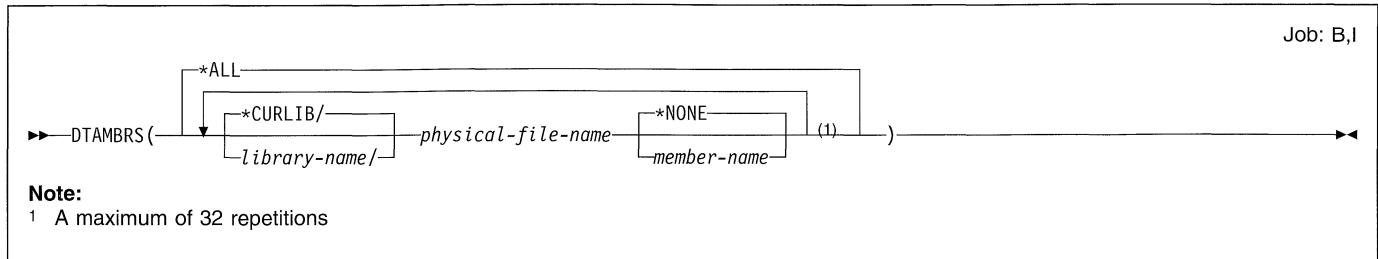 Job: B,I
*ALL
*CURLIB/ *NONE
DTAMBRS( physical-file-name (1) )
library-name/ member-name
Note:
1 A maximum of 32 repetitions